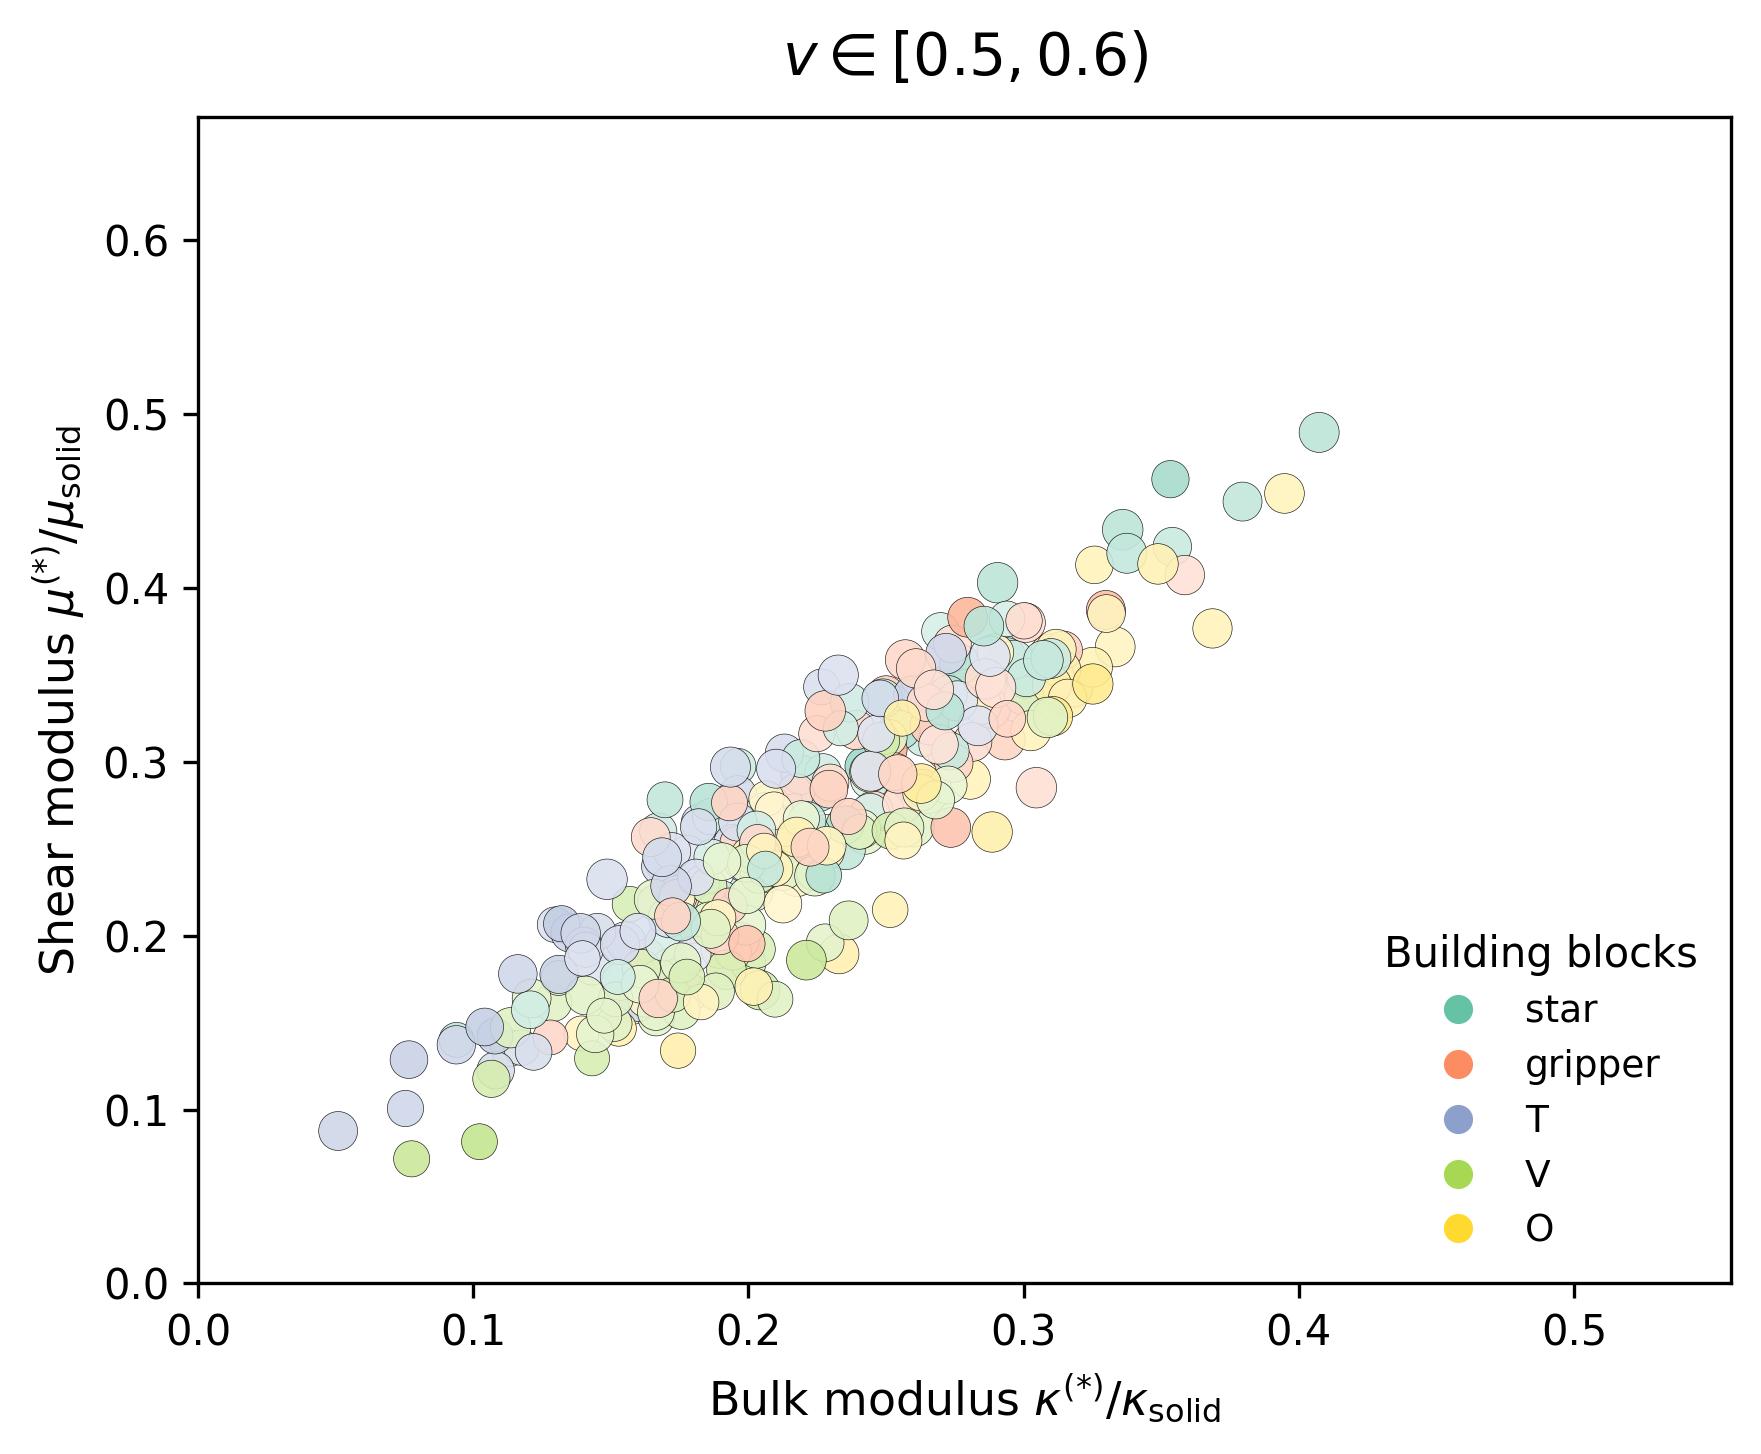 v ∈ [0.5, 0.6)
Shear modulus μ^(*)/μ_solid
0.6
0.5
0.4
0.3
0.2
0.1
0.0
Building blocks
star
gripper
T
V
O
0.0 0.1 0.2 0.3 0.4 0.5
Bulk modulus κ^(*)/κ_solid